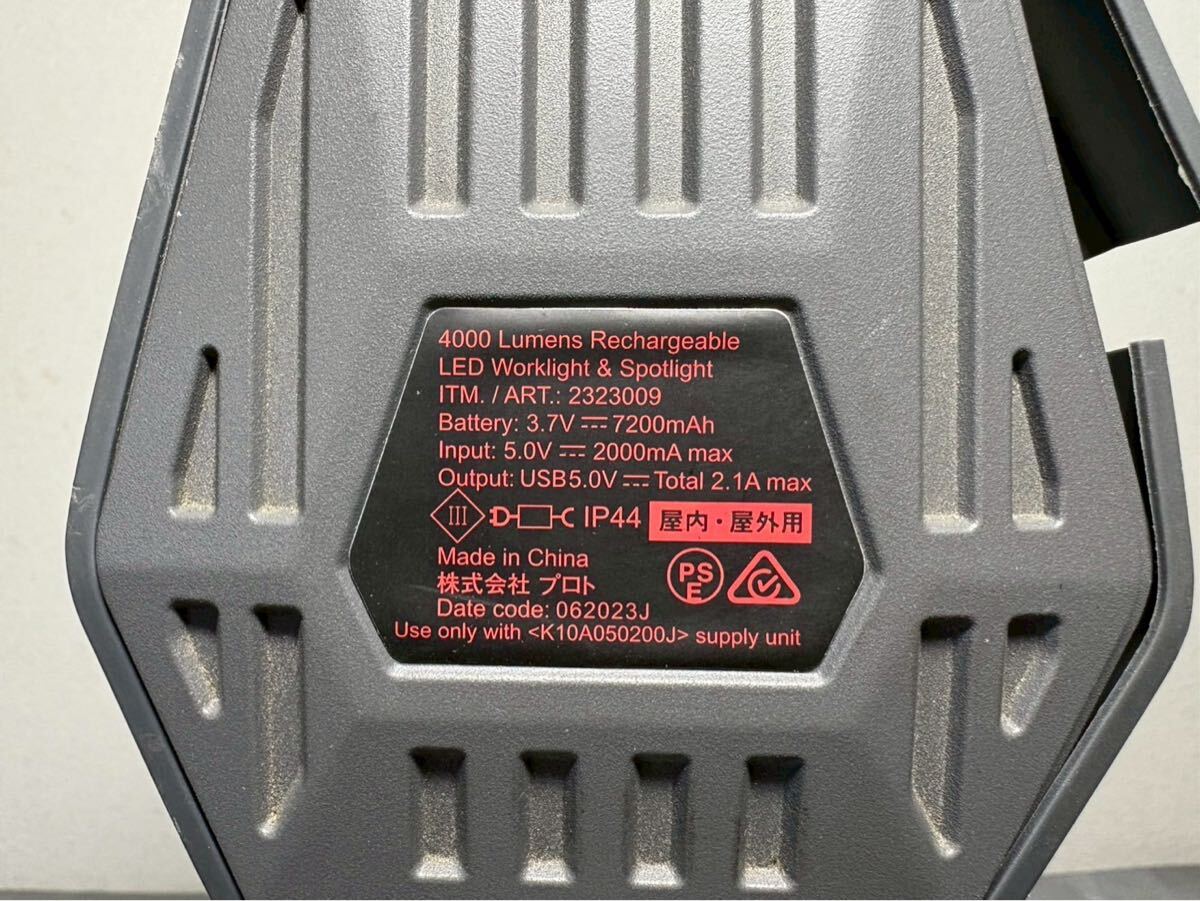 4000 Lumens Rechargeable
LED Worklight & Spotlight
ITM. / ART.: 2323009
Battery: 3.7V ⎓ 7200mAh
Input: 5.0V ⎓ 2000mA max
Output: USB5.0V ⎓ Total 2.1A max
III IP44 屋内・屋外用
Made in China
PSE
株式会社 プロト
Date code: 062023J
Use only with <K10A050200J> supply unit